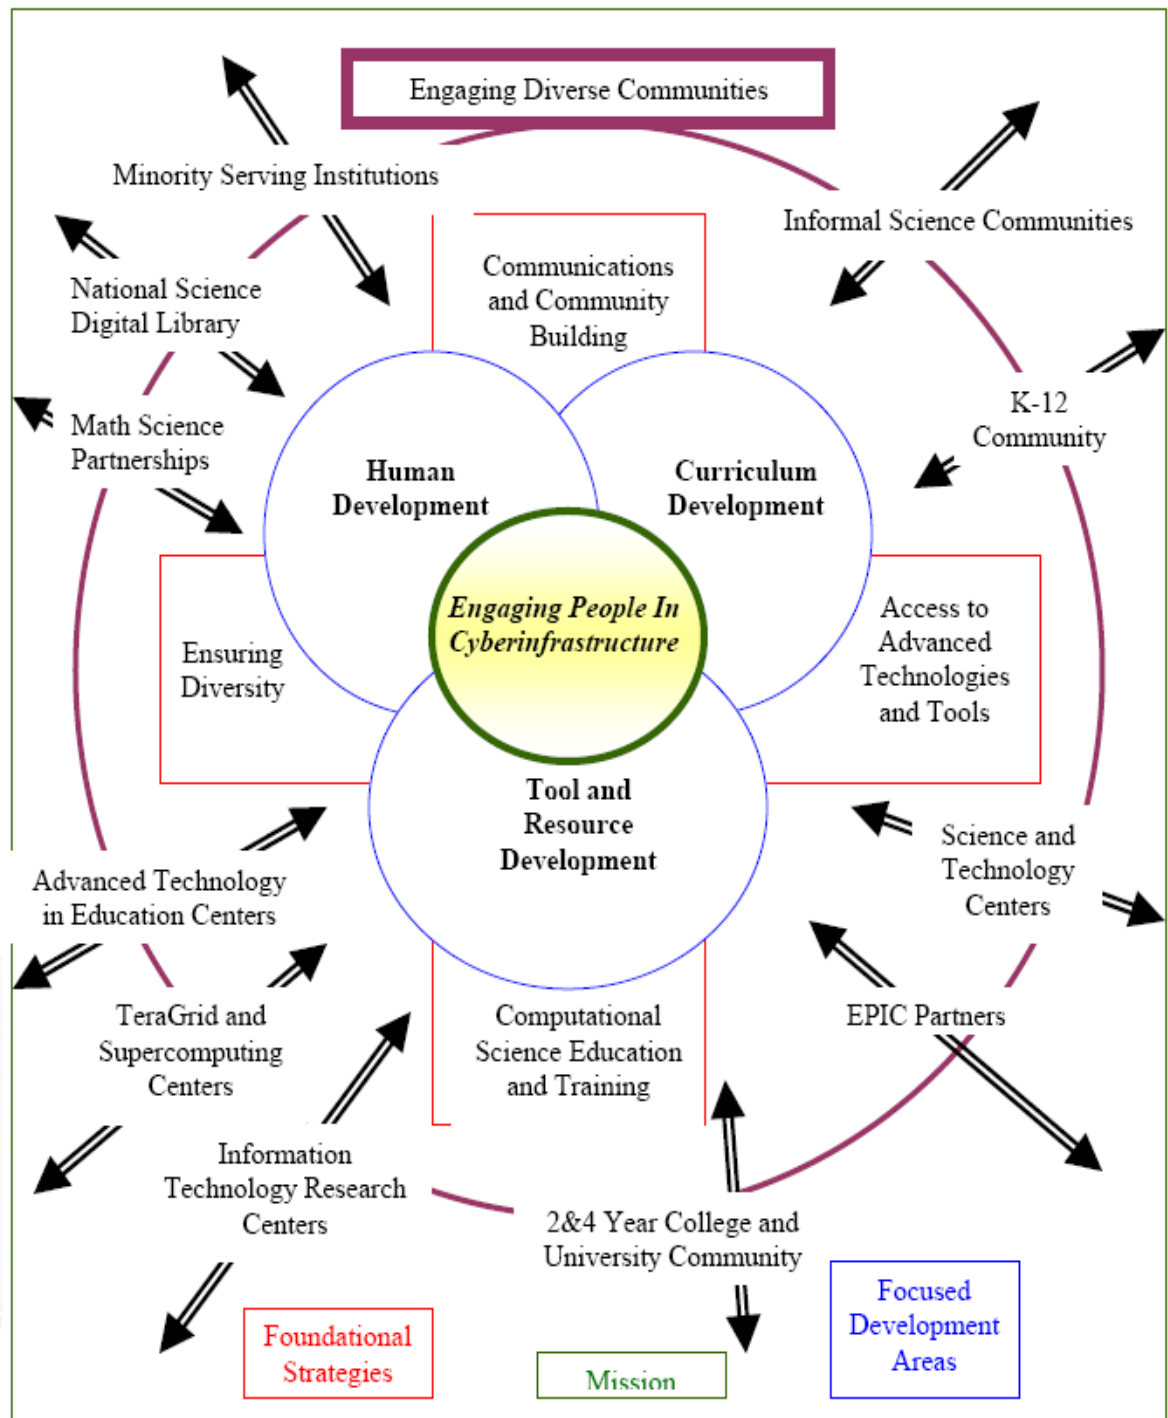 Engaging Diverse Communities
Minority Serving Institutions
Informal Science Communities
Communications
and Community
Building
National Science
Digital Library
K-12
Community
Math Science
Partnerships
Human
Development
Curriculum
Development
Engaging People In
Cyberinfrastructure
Ensuring
Diversity
Access to
Advanced
Technologies
and Tools
Tool and
Resource
Development
Science and
Technology
Centers
Advanced Technology
in Education Centers
TeraGrid and
Supercomputing
Centers
Computational
Science Education
and Training
EPIC Partners
Information
Technology Research
Centers
2&4 Year College and
University Community
Foundational
Strategies
Mission
Focused
Development
Areas